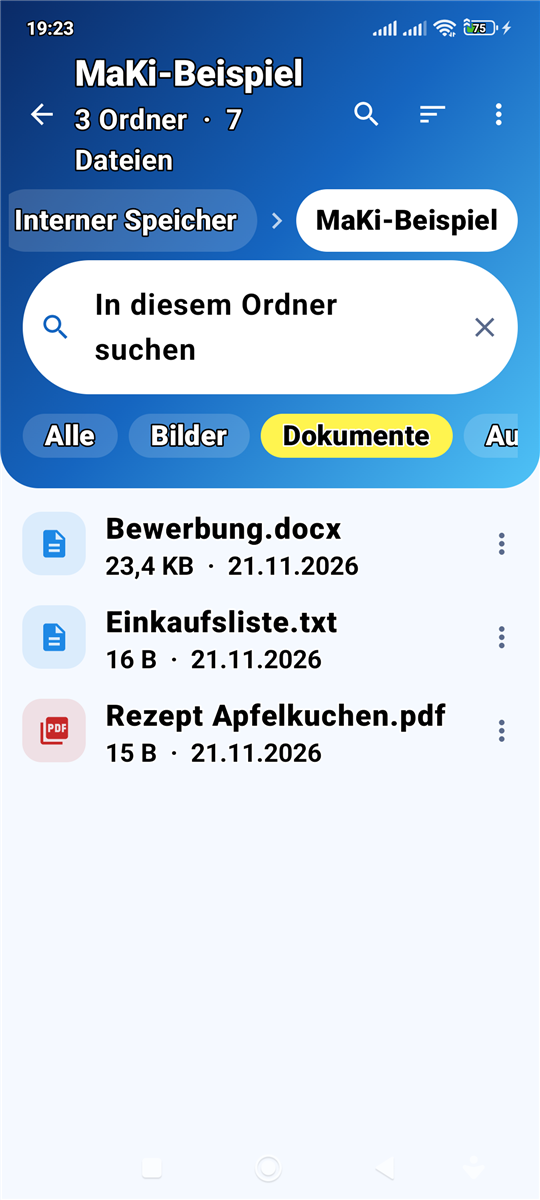 19:23
75
MaKi-Beispiel
3 Ordner · 7
Dateien
Interner Speicher
MaKi-Beispiel
In diesem Ordner
suchen
Alle
Bilder
Dokumente
Au
Bewerbung.docx
23,4 KB · 21.11.2026
Einkaufsliste.txt
16 B · 21.11.2026
PDF
Rezept Apfelkuchen.pdf
15 B · 21.11.2026